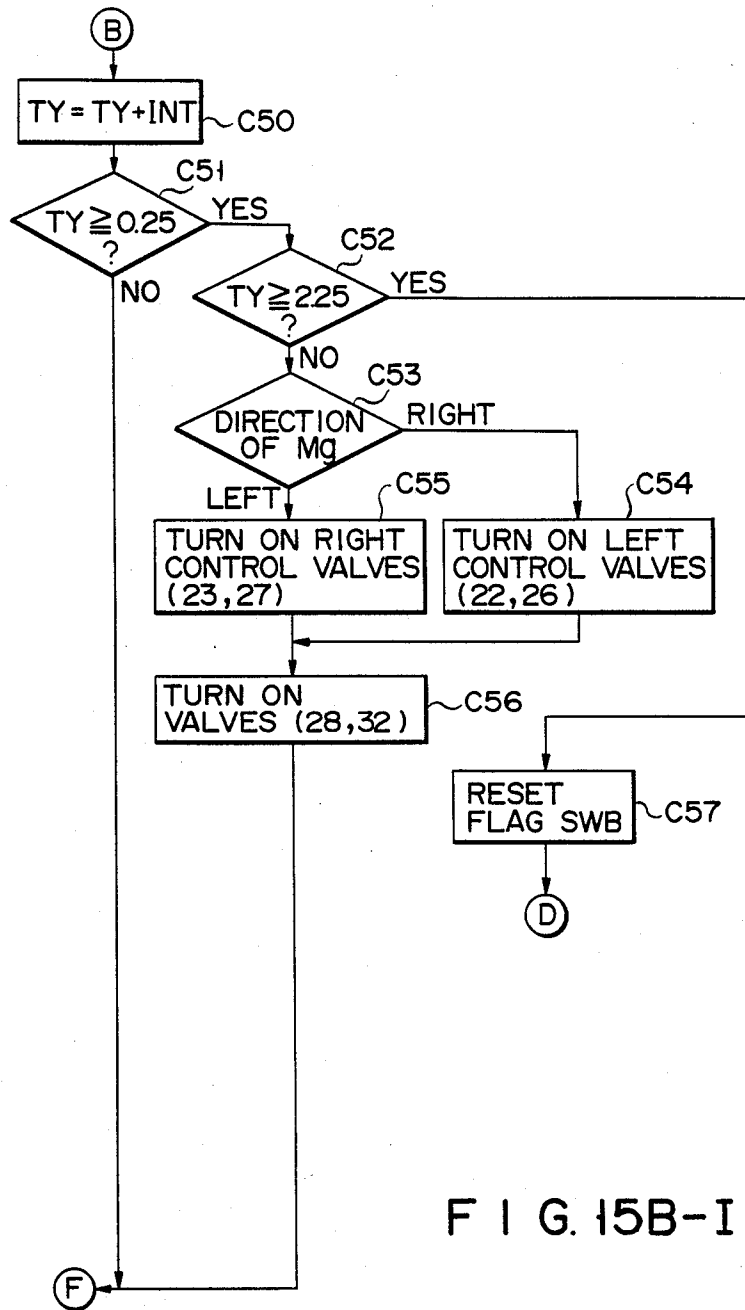 B
TY = TY+INT
C50
C51
TY ≧ 0.25
?
YES
NO
C52
TY ≧ 2.25
?
YES
NO
C53
DIRECTION
OF Mg
RIGHT
LEFT
C55
TURN ON RIGHT
CONTROL VALVES
(23,27)
C54
TURN ON LEFT
CONTROL VALVES
(22,26)
TURN ON
VALVES (28,32)
C56
RESET
FLAG SWB
C57
D
F I G. 15B-I
F